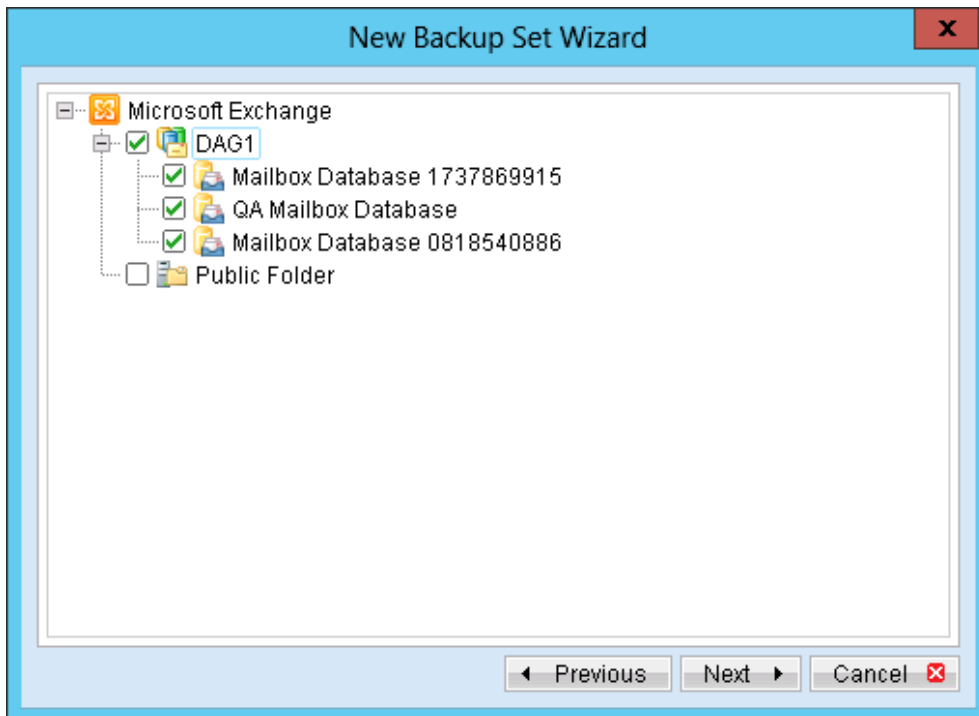 New Backup Set Wizard
x
Microsoft Exchange
DAG1
Mailbox Database 1737869915
QA Mailbox Database
Mailbox Database 0818540886
Public Folder
Previous Next Cancel